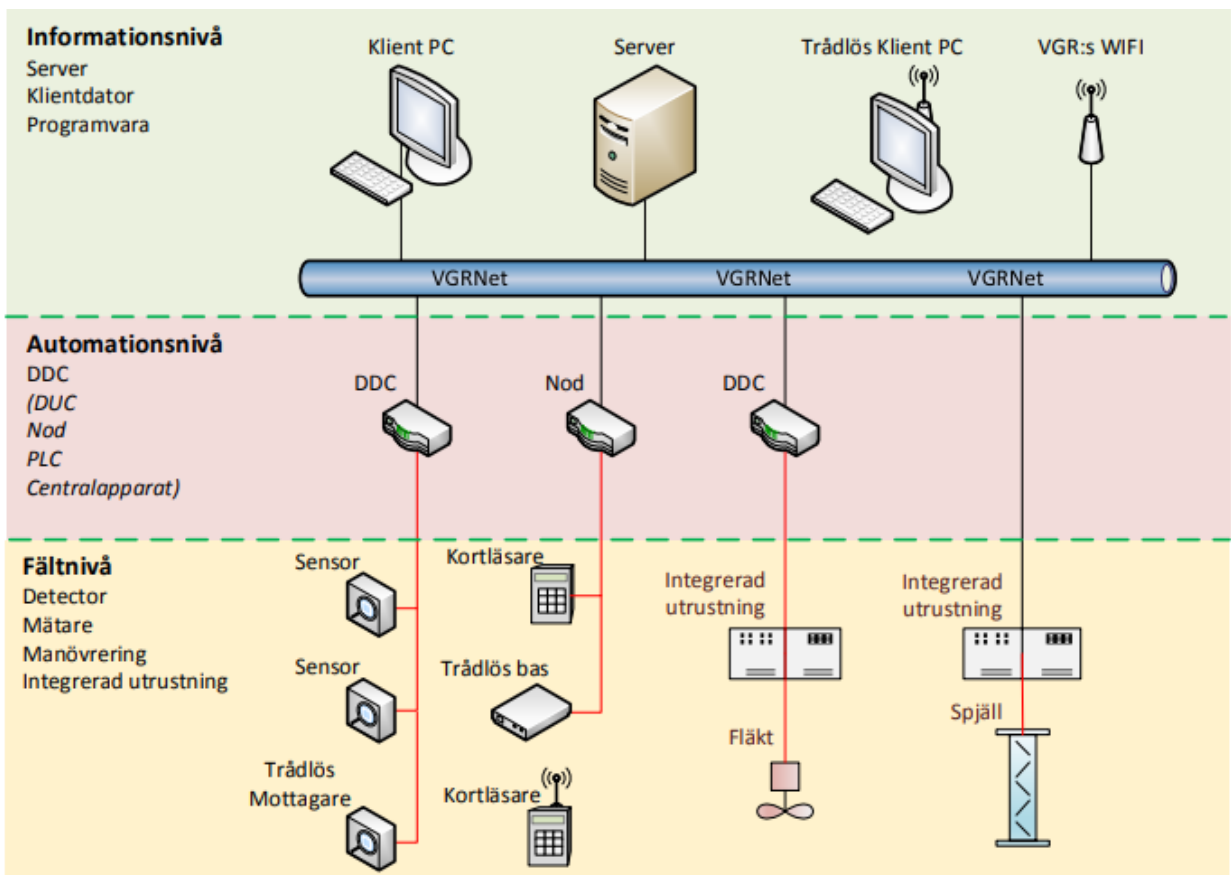 Informationsnivå
Server
Klientdator
Programvara
Klient PC
Server
Trådlös Klient PC
VGR:s WIFI
VGRNet
VGRNet
VGRNet
Automationsnivå
DDC
(DUC
Nod
PLC
Centralapparat)
DDC
Nod
DDC
Fältnivå
Detector
Mätare
Manövrering
Integrerad utrustning
Sensor
Sensor
Trådlös
Mottagare
Kortläsare
Trådlös bas
Kortläsare
Integrerad
utrustning
Fläkt
Integrerad
utrustning
Spjäll